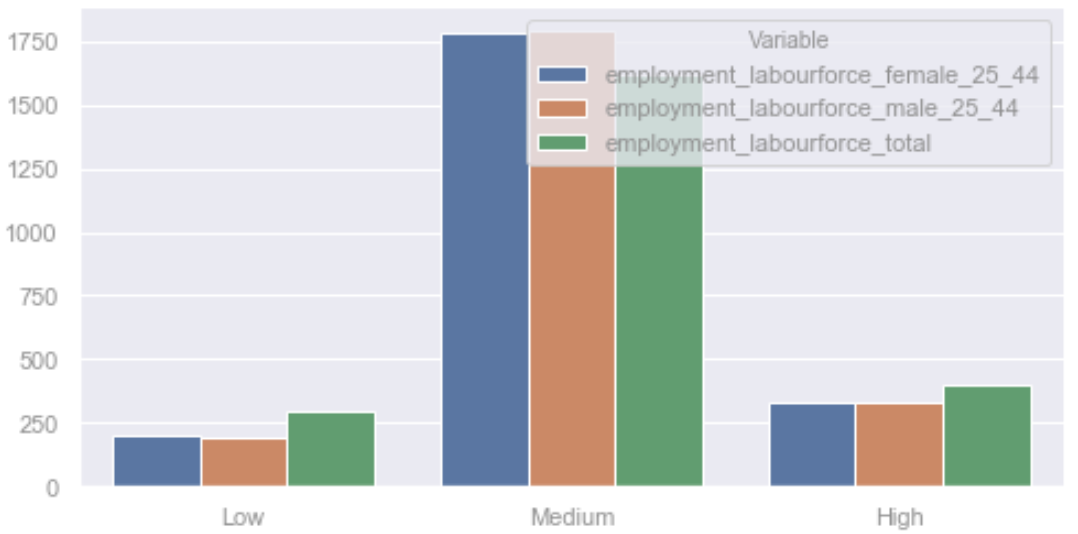 1750
1500
1250
1000
750
500
250
0
Variable
employment_labourforce_female_25_44
employment_labourforce_male_25_44
employment_labourforce_total
Low Medium High